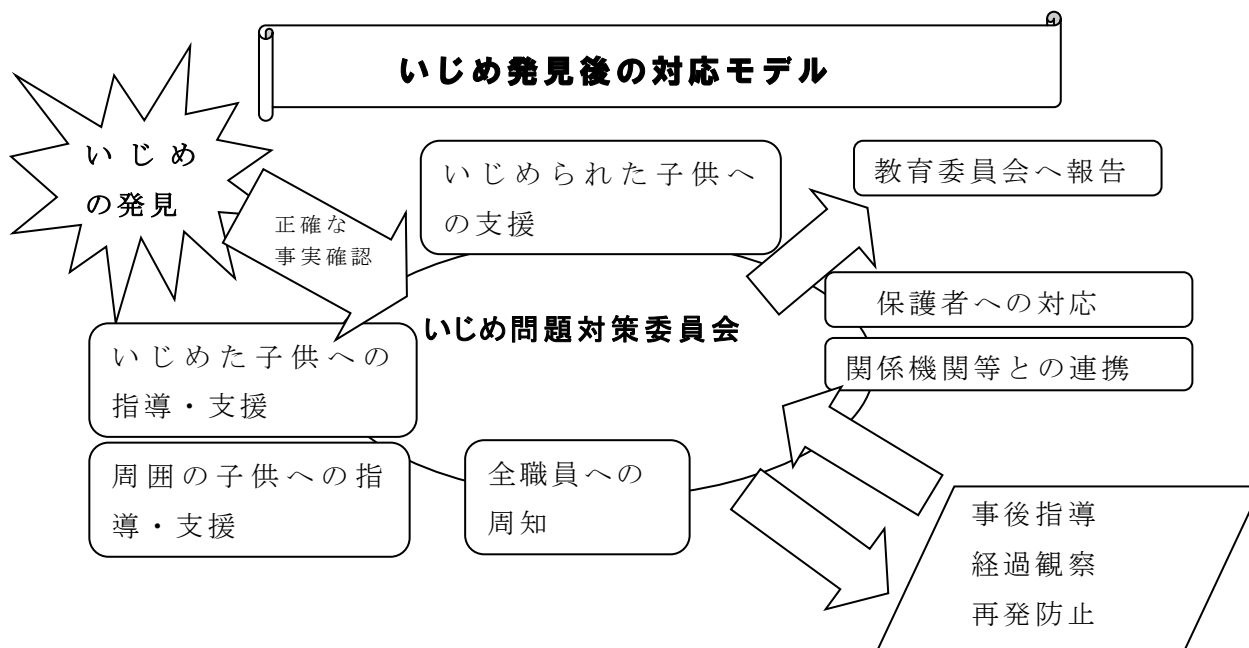 いじめ発見後の対応モデル
いじめ
の発見
正確な
事実確認
いじめられた子供へ
の支援
教育委員会へ報告
保護者への対応
関係機関等との連携
いじめ問題対策委員会
いじめた子供への
指導・支援
周囲の子供への指
導・支援
全職員への
周知
事後指導
経過観察
再発防止